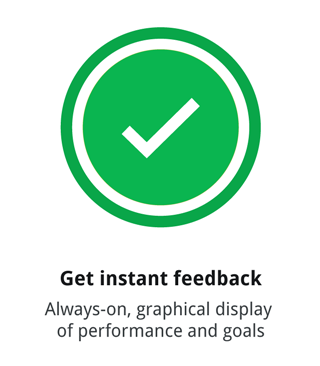 Get instant feedback
Always-on, graphical display
of performance and goals